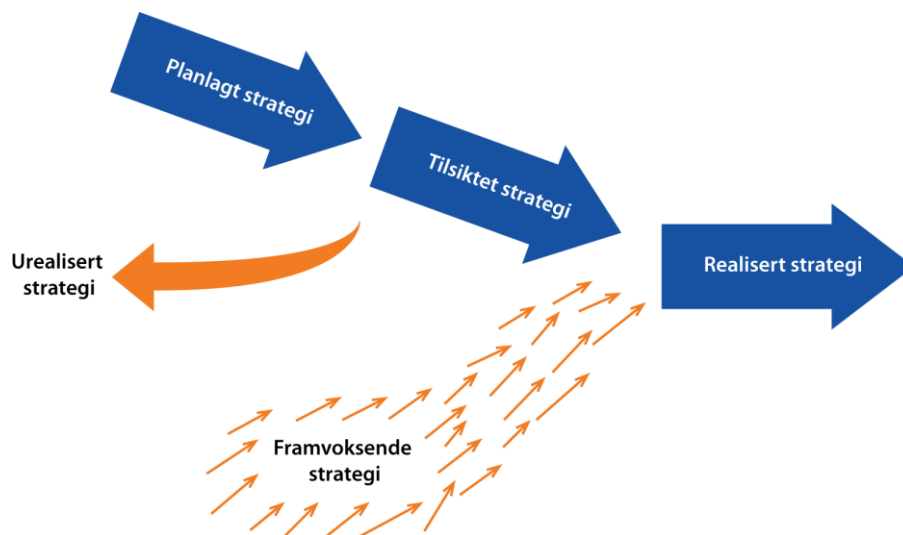 Planlagt strategi
Tilsiktet strategi
Urealisert
strategi
Realisert strategi
Framvoksende
strategi